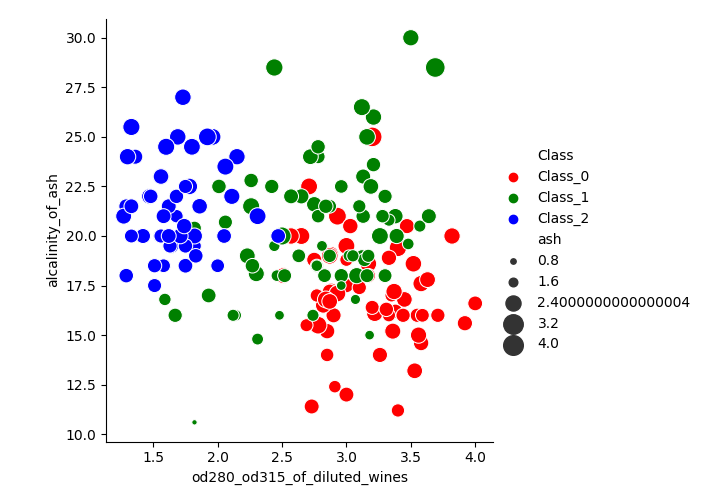 30.0
27.5
25.0
22.5
20.0
17.5
15.0
12.5
10.0
alcalinity_of_ash
1.5 2.0 2.5 3.0 3.5 4.0
od280_od315_of_diluted_wines
Class
Class_0
Class_1
Class_2
ash
0.8
1.6
2.4000000000000004
3.2
4.0